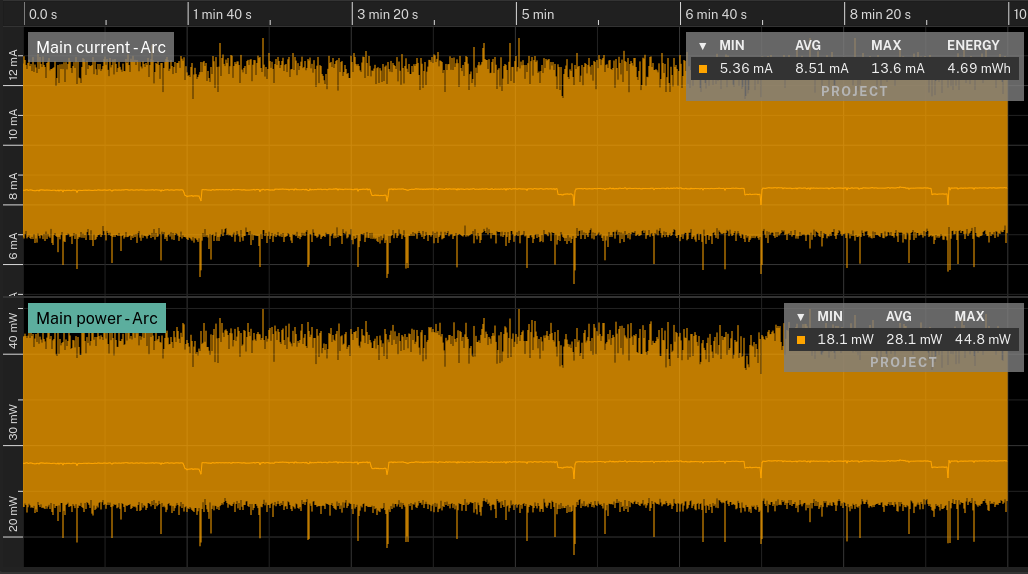 0.0 s 1 min 40 s 3 min 20 s 5 min 6 min 40 s 8 min 20 s 10
Main current - Arc
▼ MIN AVG MAX ENERGY
5.36 mA 8.51 mA 13.6 mA 4.69 mWh
PROJECT
12 mA
10 mA
8 mA
6 mA
Main power - Arc
▼ MIN AVG MAX
18.1 mW 28.1 mW 44.8 mW
PROJECT
40 mW
30 mW
20 mW